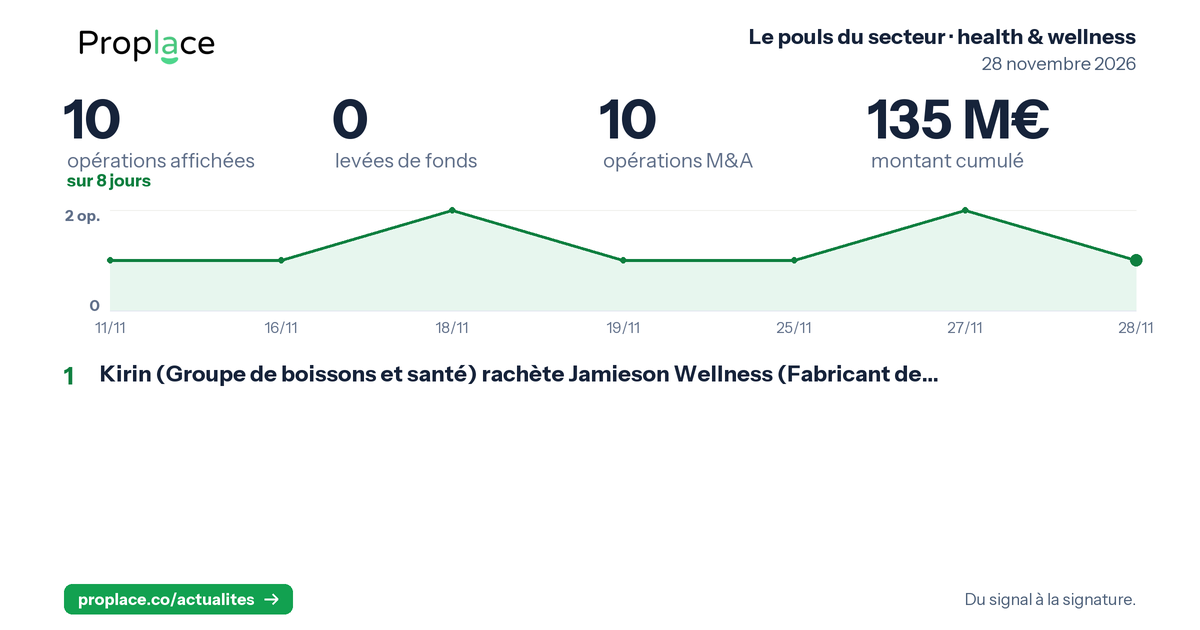 Proplace
Le pouls du secteur · health & wellness
28 novembre 2026
10
opérations affichées
sur 8 jours
0
levées de fonds
10
opérations M&A
135 M€
montant cumulé
2 op.
0
11/11
16/11
18/11
19/11
25/11
27/11
28/11
1 Kirin (Groupe de boissons et santé) rachète Jamieson Wellness (Fabricant de...
proplace.co/actualites →
Du signal à la signature.